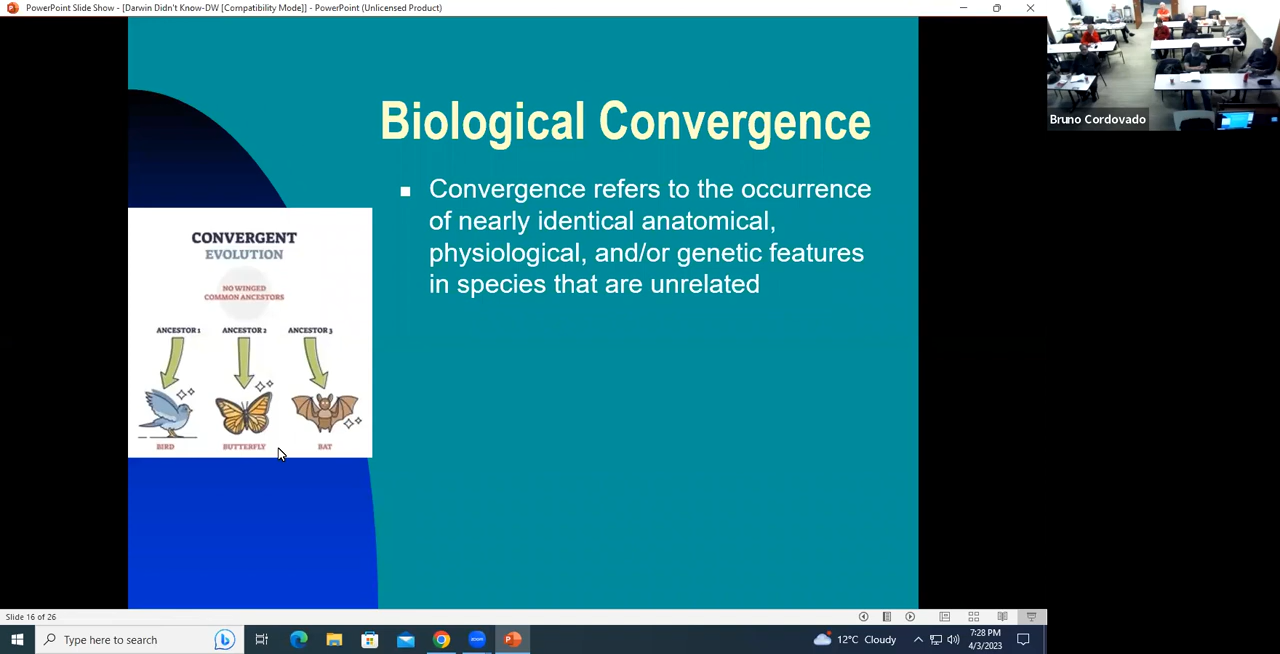 PowerPoint Slide Show - [Darwin Didn't Know-DW [Compatibility Mode]] - PowerPoint (Unlicensed Product)
Bruno Cordovado
Biological Convergence
Convergence refers to the occurrence
of nearly identical anatomical,
physiological, and/or genetic features
in species that are unrelated
CONVERGENT
EVOLUTION
NO WINGED
COMMON ANCESTORS
ANCESTOR 1 ANCESTOR 2 ANCESTOR 3
BIRD BUTTERFLY BAT
Slide 16 of 26
Type here to search
zoom
12°C Cloudy
7:28 PM
4/3/2023